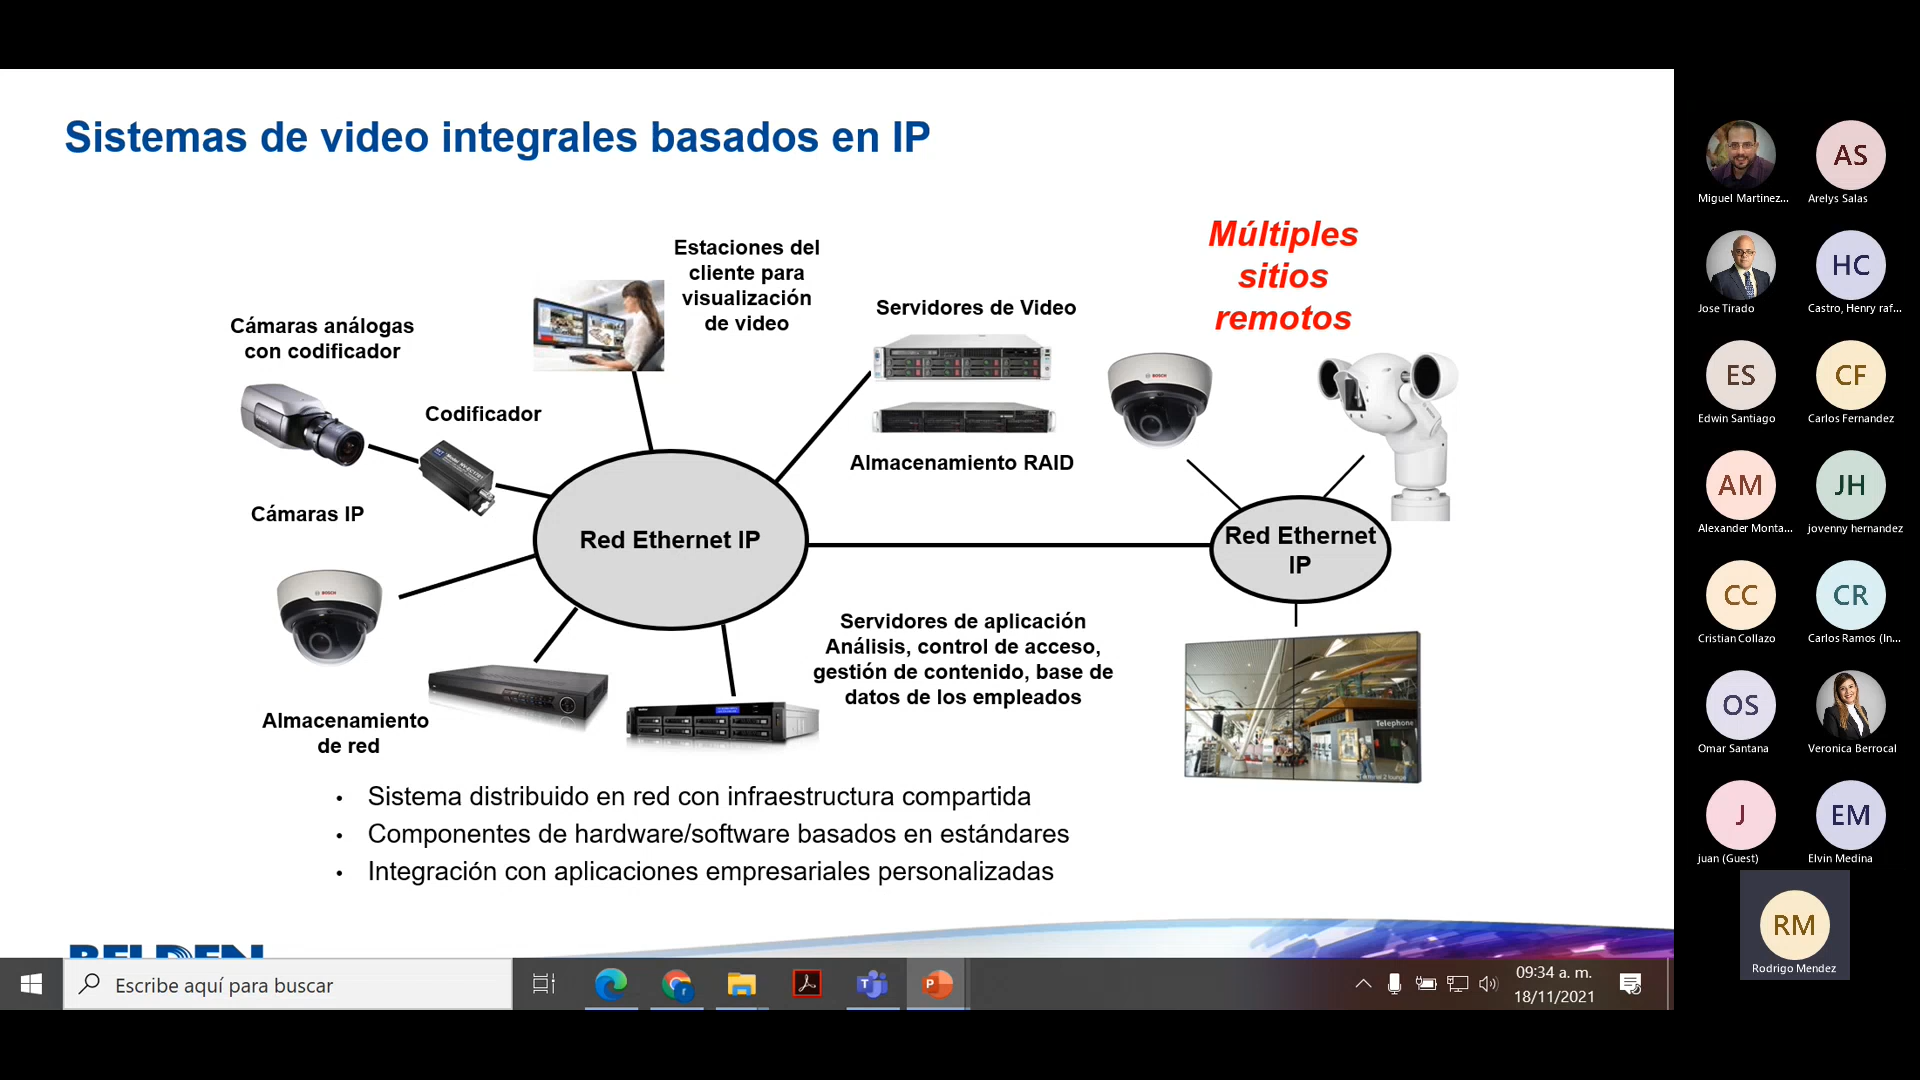 Sistemas de video integrales basados en IP
Estaciones del
cliente para
visualización
de video
Múltiples
sitios
remotos
Servidores de Video
Cámaras análogas
con codificador
Codificador
Almacenamiento RAID
BOSCH
Cámaras IP
Red Ethernet IP
Red Ethernet
IP
BOSCH
Servidores de aplicación
Análisis, control de acceso,
gestión de contenido, base de
datos de los empleados
Almacenamiento
de red
Telephone
• Sistema distribuido en red con infraestructura compartida
• Componentes de hardware/software basados en estándares
• Integración con aplicaciones empresariales personalizadas
BELDEN
Escribe aquí para buscar
09:34 a. m.
18/11/2021
Miguel Martinez...
AS
Arelys Salas
Jose Tirado
HC
Castro, Henry raf...
ES
Edwin Santiago
CF
Carlos Fernandez
AM
Alexander Monta...
JH
jovenny hernandez
CC
Cristian Collazo
CR
Carlos Ramos (In...
OS
Omar Santana
Veronica Berrocal
J
juan (Guest)
EM
Elvin Medina
RM
Rodrigo Mendez